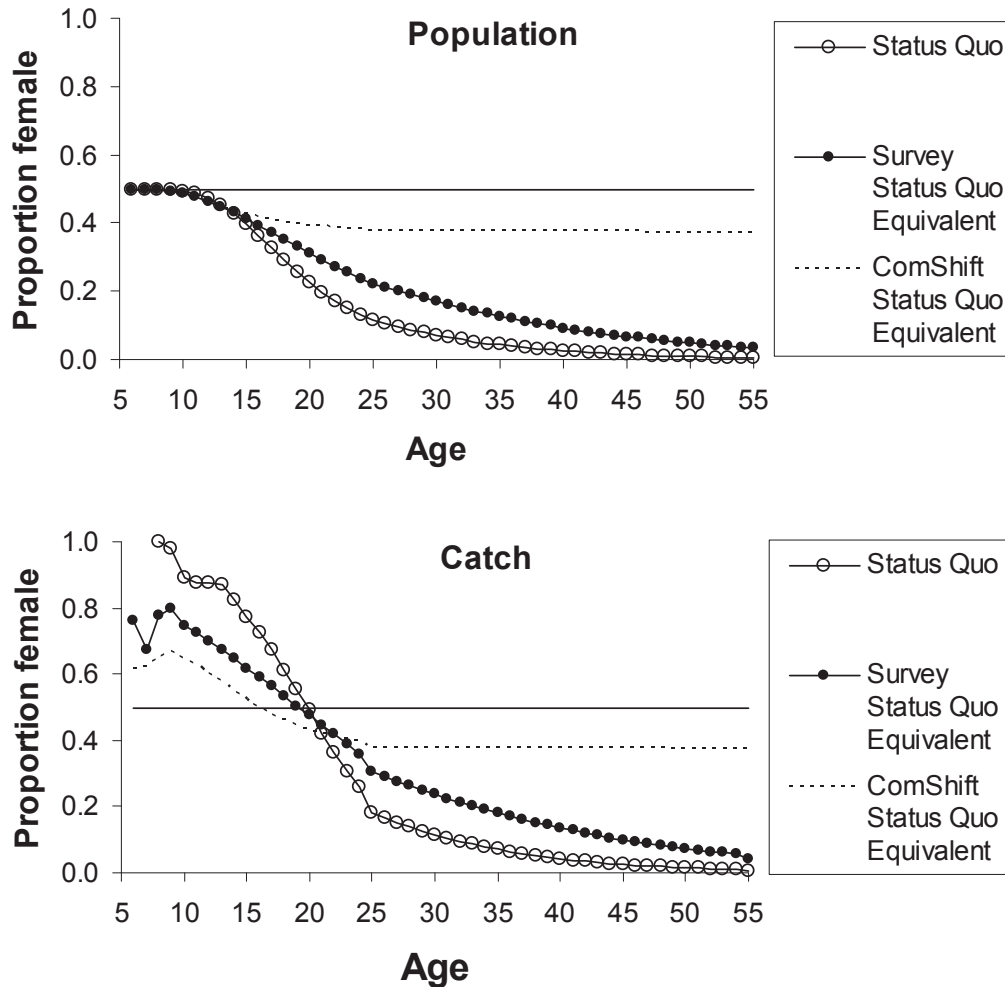 Population
Proportion female
1.0
0.8
0.6
0.4
0.2
0.0
5 10 15 20 25 30 35 40 45 50 55
Age
Status Quo
Survey
Status Quo
Equivalent
ComShift
Status Quo
Equivalent
Catch
Proportion female
1.0
0.8
0.6
0.4
0.2
0.0
5 10 15 20 25 30 35 40 45 50 55
Age
Status Quo
Survey
Status Quo
Equivalent
ComShift
Status Quo
Equivalent